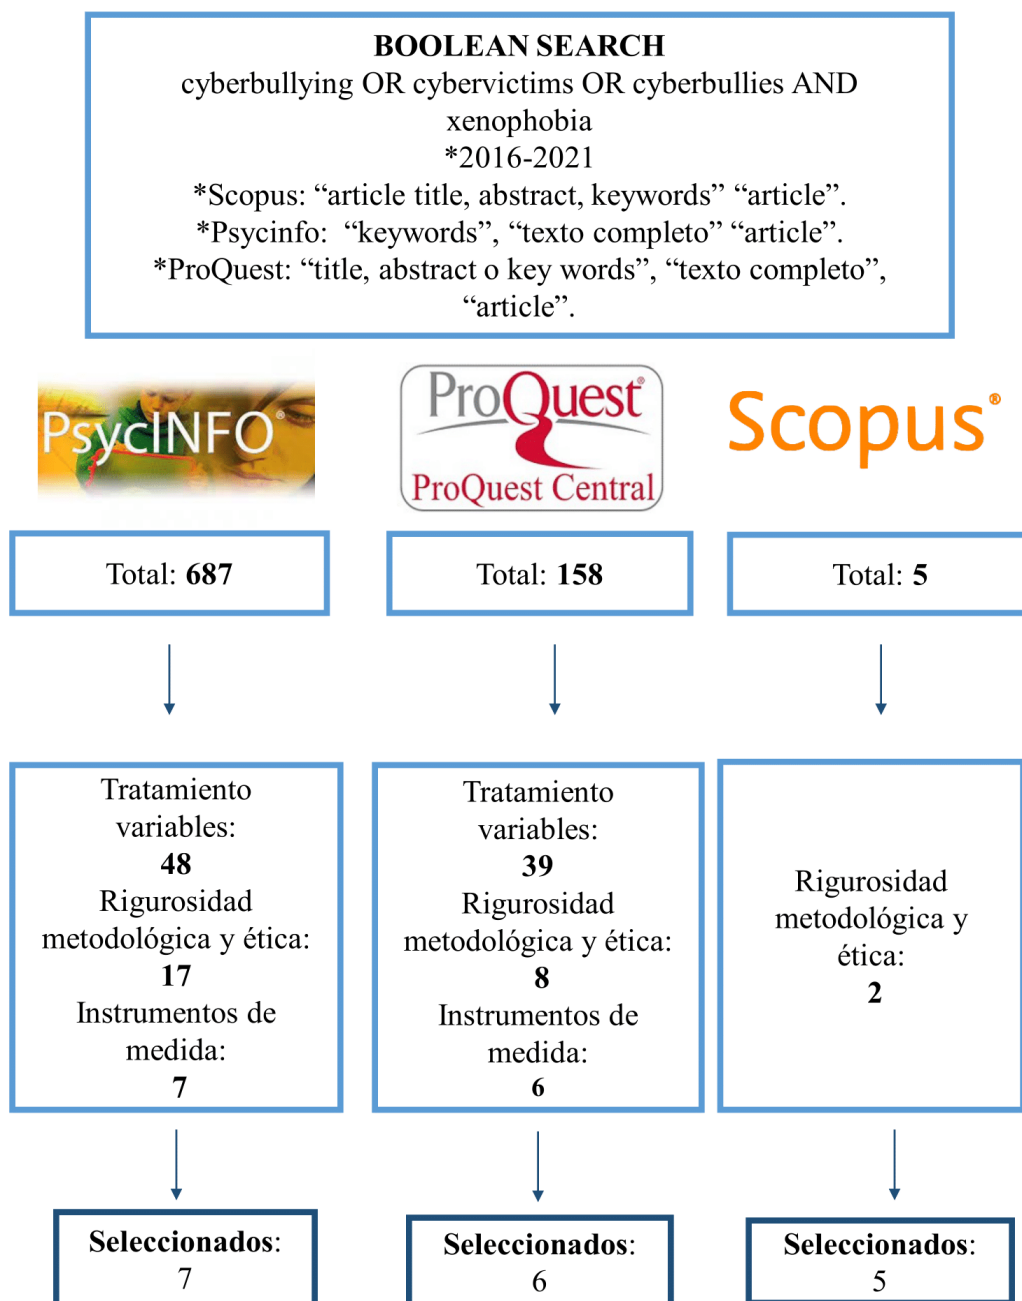 BOOLEAN SEARCH
cyberbullying OR cybervictims OR cyberbullies AND
xenophobia
*2016-2021
*Scopus: “article title, abstract, keywords” “article”.
*Psycinfo: “keywords”, “texto completo” “article”.
*ProQuest: “title, abstract o key words”, “texto completo”,
“article”.
PsycINFO®
ProQuest®
ProQuest Central
Scopus®
Total: 687
Total: 158
Total: 5
Tratamiento
variables:
48
Rigurosidad
metodológica y ética:
17
Instrumentos de
medida:
7
Tratamiento
variables:
39
Rigurosidad
metodológica y ética:
8
Instrumentos de
medida:
6
Rigurosidad
metodológica y
ética:
2
Seleccionados:
7
Seleccionados:
6
Seleccionados:
5